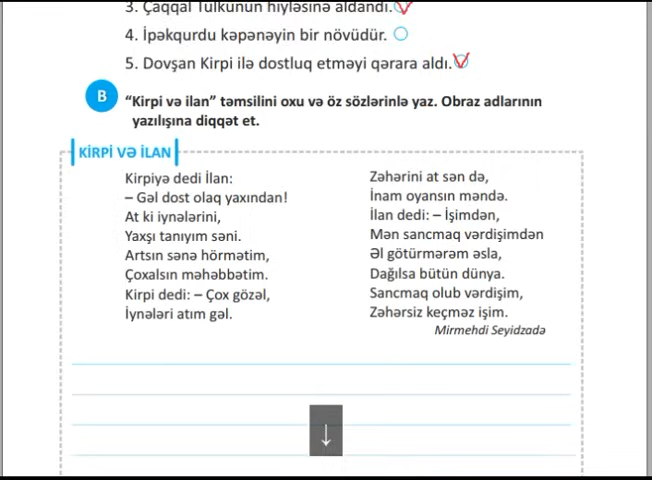 3. Çaqqal Tülkünün hiyləsinə aldandı.
4. İpəkqurdu kəpənəyin bir növüdür.
5. Dovşan Kirpi ilə dostluq etməyi qərara aldı.
B
“Kirpi və ilan” təmsilini oxu və öz sözlərinlə yaz. Obraz adlarının
yazılışına diqqət et.
KİRPİ VƏ İLAN
Kirpiyə dedi İlan:
– Gəl dost olaq yaxından!
At ki iynələrini,
Yaxşı tanıyım səni.
Artsın sənə hörmətim,
Çoxalsın məhəbbətim.
Kirpi dedi: – Çox gözəl,
İynələri atım gəl.
Zəhərini at sən də,
İnam oyansın məndə.
İlan dedi: – İşimdən,
Mən sancmaq vərdişimdən
Əl götürmərəm əsla,
Dağılsa bütün dünya.
Sancmaq olub vərdişim,
Zəhərsiz keçməz işim.
Mirmehdi Seyidzadə